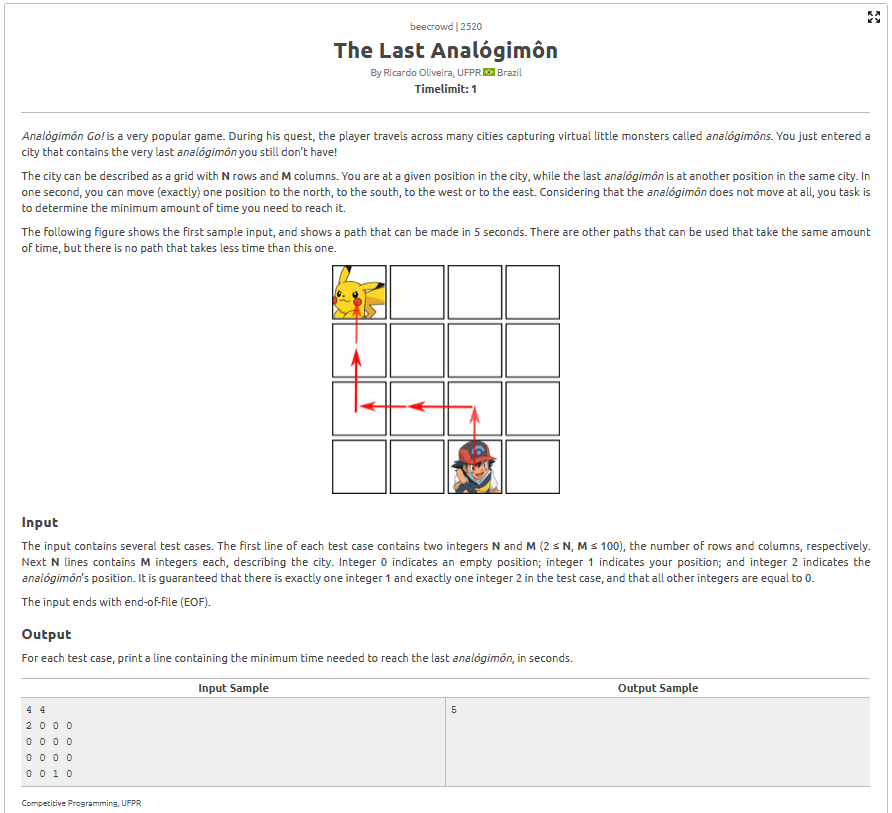 beecrowd | 2520
The Last Analógimôn
By Ricardo Oliveira, UFPR Brazil
Timelimit: 1
Analógimôn Go! is a very popular game. During his quest, the player travels across many cities capturing virtual little monsters called analógimôns. You just entered a
city that contains the very last analógimôn you still don't have!
The city can be described as a grid with N rows and M columns. You are at a given position in the city, while the last analógimôn is at another position in the same city. In
one second, you can move (exactly) one position to the north, to the south, to the west or to the east. Considering that the analógimôn does not move at all, you task is
to determine the minimum amount of time you need to reach it.
The following figure shows the first sample input, and shows a path that can be made in 5 seconds. There are other paths that can be used that take the same amount
of time, but there is no path that takes less time than this one.
Input
The input contains several test cases. The first line of each test case contains two integers N and M (2 ≤ N, M ≤ 100), the number of rows and columns, respectively.
Next N lines contains M integers each, describing the city. Integer 0 indicates an empty position; integer 1 indicates your position; and integer 2 indicates the
analógimôn's position. It is guaranteed that there is exactly one integer 1 and exactly one integer 2 in the test case, and that all other integers are equal to 0.
The input ends with end-of-file (EOF).
Output
For each test case, print a line containing the minimum time needed to reach the last analógimôn, in seconds.
Input Sample Output Sample
4 4 5
2 0 0 0
0 0 0 0
0 0 0 0
0 0 1 0
Competitive Programming, UFPR